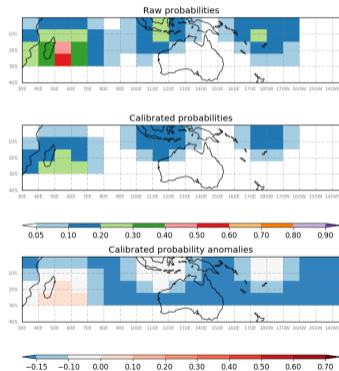 Raw probabilities
10S
20S
30S
40S
30E 40E 50E 60E 70E 80E 90E 100E 110E 120E 130E 140E 150E 160E 170E 180W 170W 160W 150W 140W
Calibrated probabilities
10S
20S
30S
40S
30E 40E 50E 60E 70E 80E 90E 100E 110E 120E 130E 140E 150E 160E 170E 180W 170W 160W 150W 140W
0.05 0.10 0.20 0.30 0.40 0.50 0.60 0.70 0.80 0.90
Calibrated probability anomalies
10S
20S
30S
40S
30E 40E 50E 60E 70E 80E 90E 100E 110E 120E 130E 140E 150E 160E 170E 180W 170W 160W 150W 140W
−0.15 −0.10 0.00 0.10 0.20 0.30 0.40 0.50 0.60 0.70